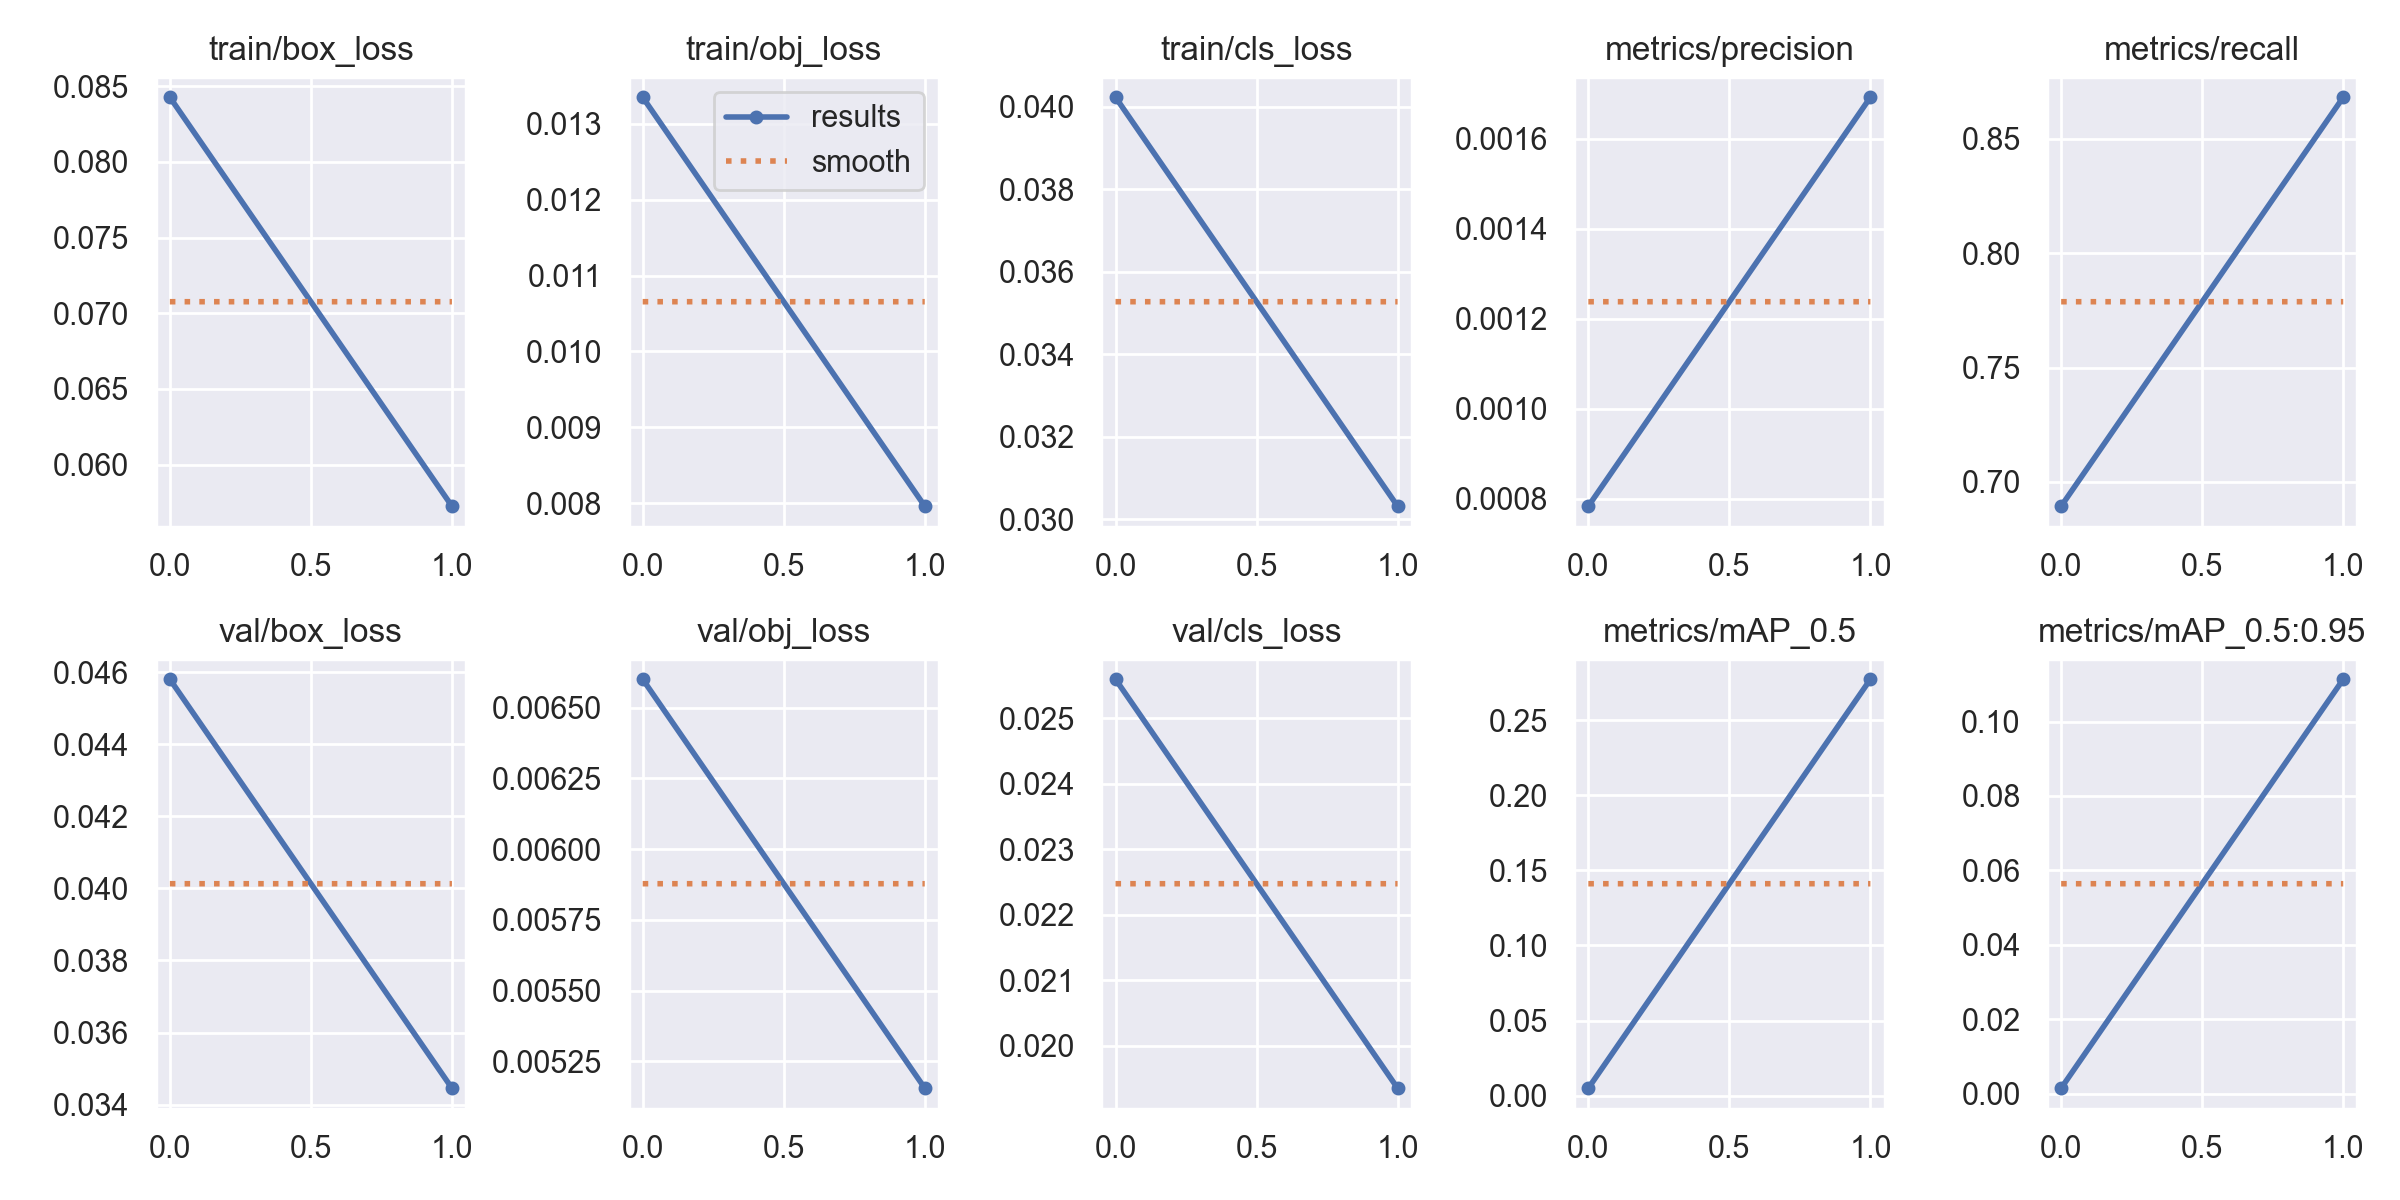 train/box_loss
0.085
0.080
0.075
0.070
0.065
0.060
0.0 0.5 1.0
train/obj_loss
results
smooth
0.013
0.012
0.011
0.010
0.009
0.008
0.0 0.5 1.0
train/cls_loss
0.040
0.038
0.036
0.034
0.032
0.030
0.0 0.5 1.0
metrics/precision
0.0016
0.0014
0.0012
0.0010
0.0008
0.0 0.5 1.0
metrics/recall
0.85
0.80
0.75
0.70
0.0 0.5 1.0
val/box_loss
0.046
0.044
0.042
0.040
0.038
0.036
0.034
0.0 0.5 1.0
val/obj_loss
0.00650
0.00625
0.00600
0.00575
0.00550
0.00525
0.0 0.5 1.0
val/cls_loss
0.025
0.024
0.023
0.022
0.021
0.020
0.0 0.5 1.0
metrics/mAP_0.5
0.25
0.20
0.15
0.10
0.05
0.00
0.0 0.5 1.0
metrics/mAP_0.5:0.95
0.10
0.08
0.06
0.04
0.02
0.00
0.0 0.5 1.0